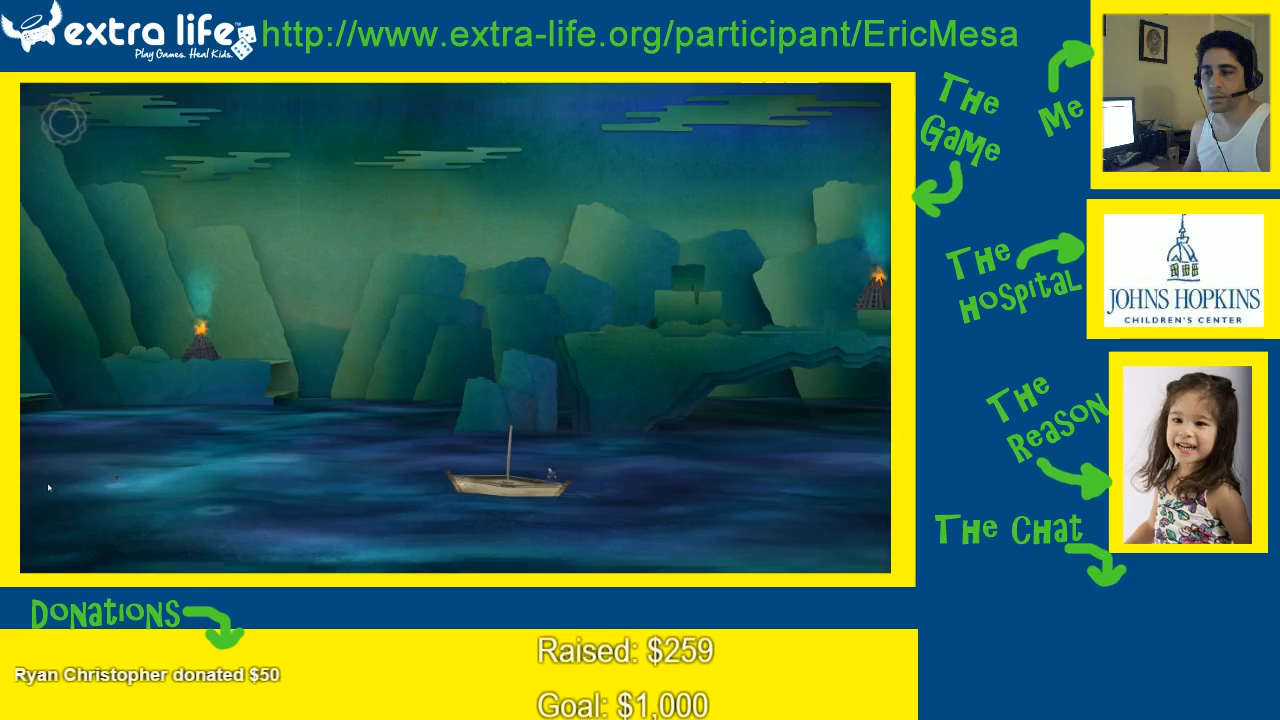 extra life
Play Games. Heal Kids.
http://www.extra-life.org/participant/EricMesa
The
Game
Me
The
Hospital
JOHNS HOPKINS
CHILDREN'S CENTER
The
Reason
The Chat
Donations
Ryan Christopher donated $50
Raised: $259
Goal: $1,000